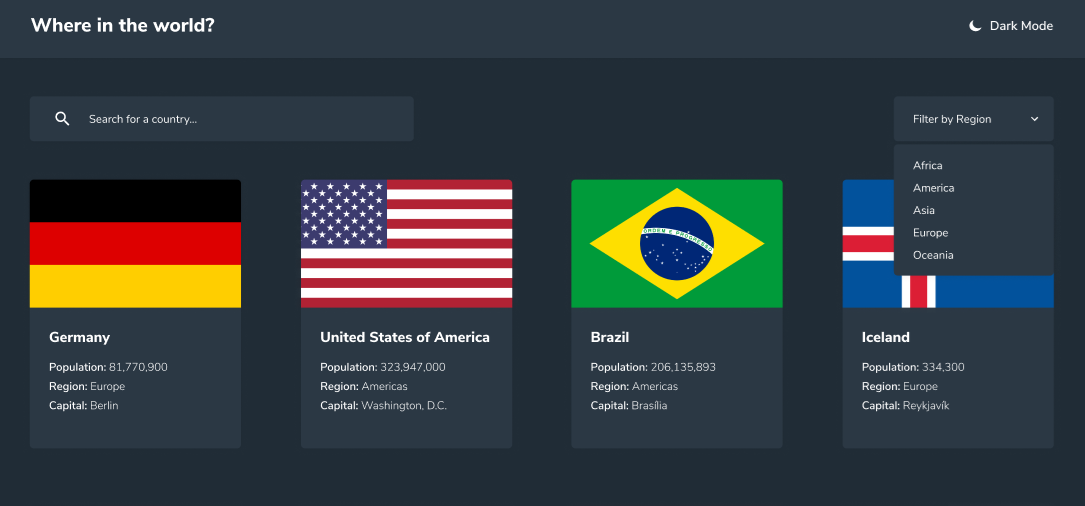 Where in the world?
Dark Mode
Search for a country...
Filter by Region
Africa
America
Asia
Europe
Oceania
ORDEM E PROGRESSO
Germany
Population: 81,770,900
Region: Europe
Capital: Berlin
United States of America
Population: 323,947,000
Region: Americas
Capital: Washington, D.C.
Brazil
Population: 206,135,893
Region: Americas
Capital: Brasília
Iceland
Population: 334,300
Region: Europe
Capital: Reykjavík